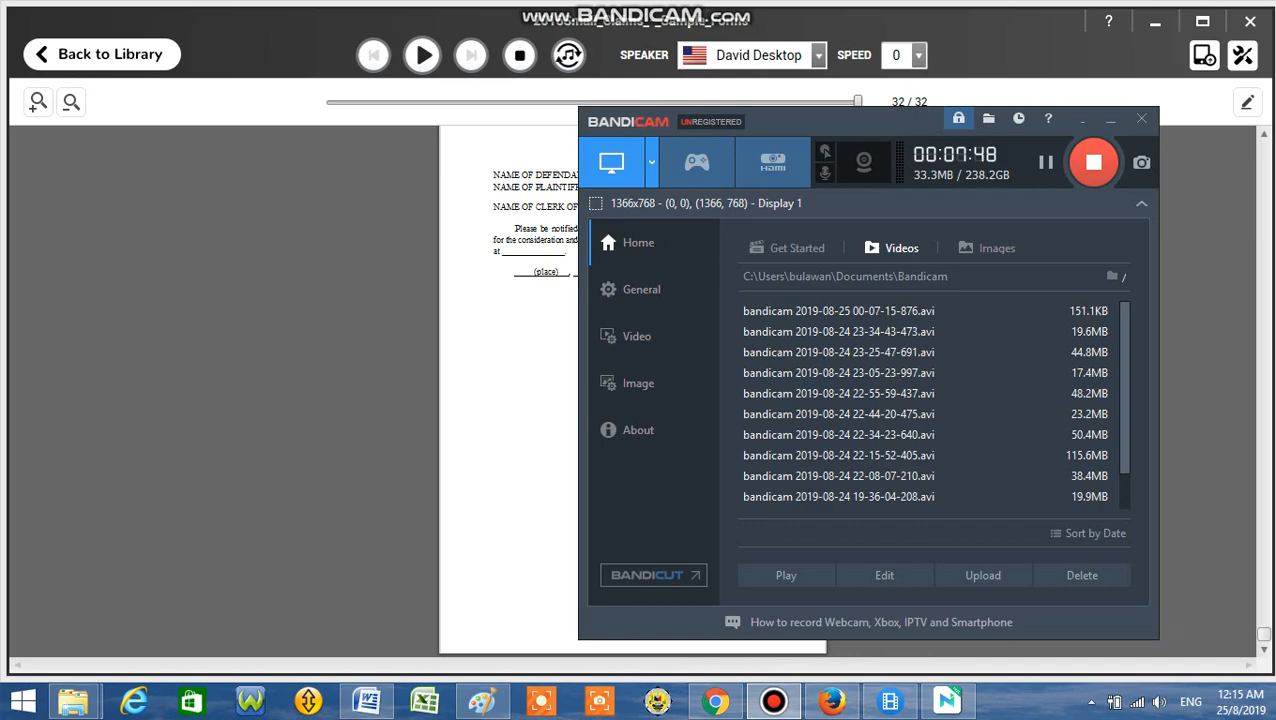 www.BANDICAM.com
Back to Library
SPEAKER
David Desktop
SPEED
0
32 / 32
NAME OF
NAME OF
NAME OF CLERK OF
Please be notified
for the consideration
at
(place) ,
BANDICAM
UNREGISTERED
HDMI
00:07:48
33.3MB / 238.2GB
1366x768 - (0, 0), (1366, 768) - Display 1
Home
General
Video
Image
About
BANDICUT
Get Started
Videos
Images
C:\Users\bulawan\Documents\Bandicam
/
bandicam 2019-08-25 00-07-15-876.avi 151.1KB
bandicam 2019-08-24 23-34-43-473.avi 19.6MB
bandicam 2019-08-24 23-25-47-691.avi 44.8MB
bandicam 2019-08-24 23-05-23-997.avi 17.4MB
bandicam 2019-08-24 22-55-59-437.avi 48.2MB
bandicam 2019-08-24 22-44-20-475.avi 23.2MB
bandicam 2019-08-24 22-34-23-640.avi 50.4MB
bandicam 2019-08-24 22-15-52-405.avi 115.6MB
bandicam 2019-08-24 22-08-07-210.avi 38.4MB
bandicam 2019-08-24 19-36-04-208.avi 19.9MB
Sort by Date
Play
Edit
Upload
Delete
How to record Webcam, Xbox, IPTV and Smartphone
ENG
12:15 AM
25/8/2019